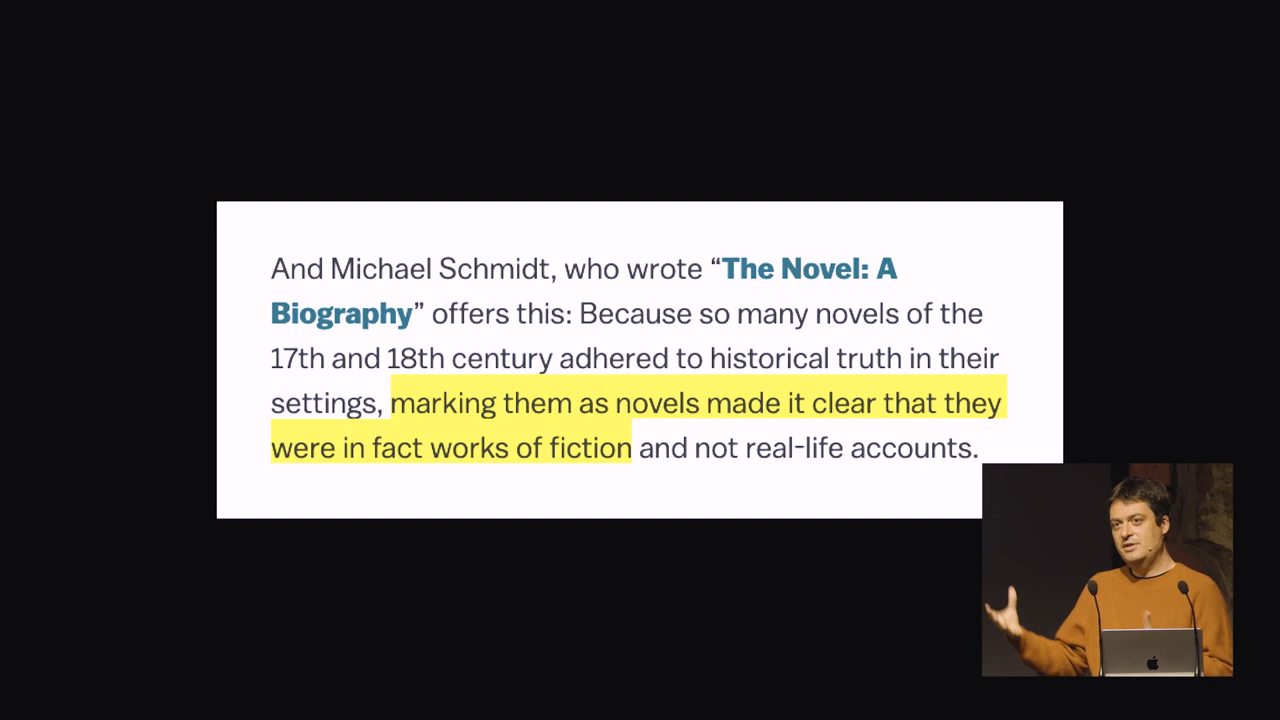 And Michael Schmidt, who wrote “The Novel: A
Biography” offers this: Because so many novels of the
17th and 18th century adhered to historical truth in their
settings, marking them as novels made it clear that they
were in fact works of fiction and not real-life accounts.